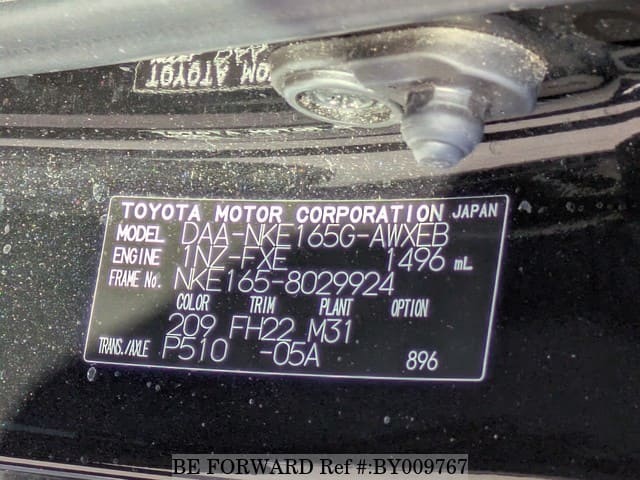 TOYOTA MOTOR CORPORATION JAPAN
MODEL DAA-NKE165G-AWXEB
ENGINE 1NZ-FXE 1496 mL
FRAME No. NKE165-8029924
COLOR TRIM PLANT OPTION
209 FH22 M31
TRANS./AXLE P510 -05A 896
BE FORWARD Ref #:BY009767